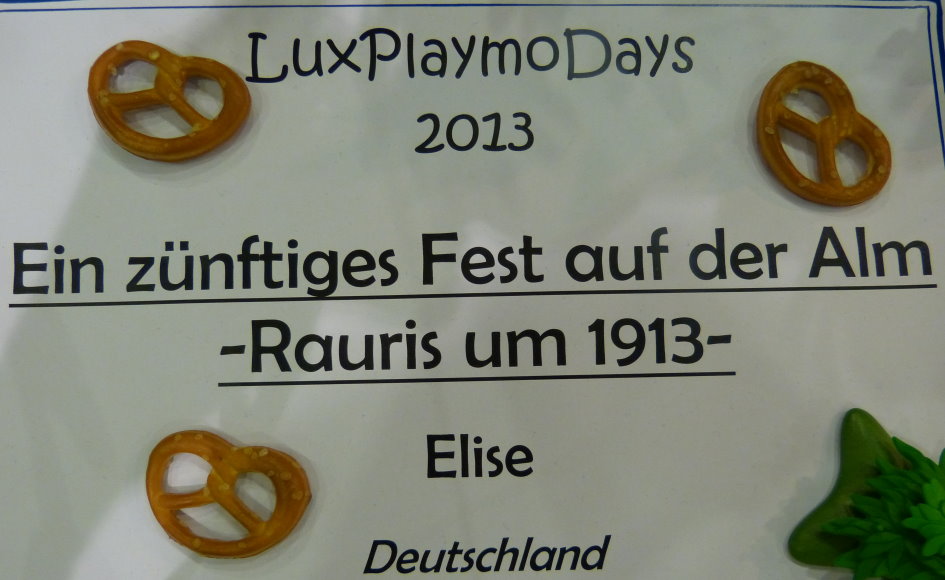 LuxPlaymoDays
2013
Ein zünftiges Fest auf der Alm
-Rauris um 1913-
Elise
Deutschland